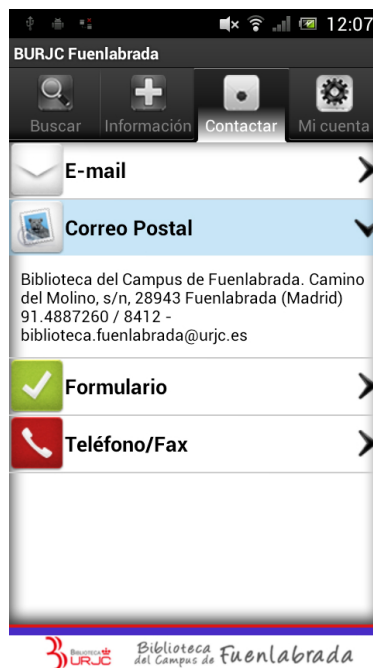 12:07
BURJC Fuenlabrada
Buscar Información Contactar Mi cuenta
E-mail
Correo Postal
Biblioteca del Campus de Fuenlabrada. Camino
del Molino, s/n, 28943 Fuenlabrada (Madrid)
91.4887260 / 8412 -
biblioteca.fuenlabrada@urjc.es
Formulario
Teléfono/Fax
BIBLIOTECA
URJC
Biblioteca
del Campus de Fuenlabrada